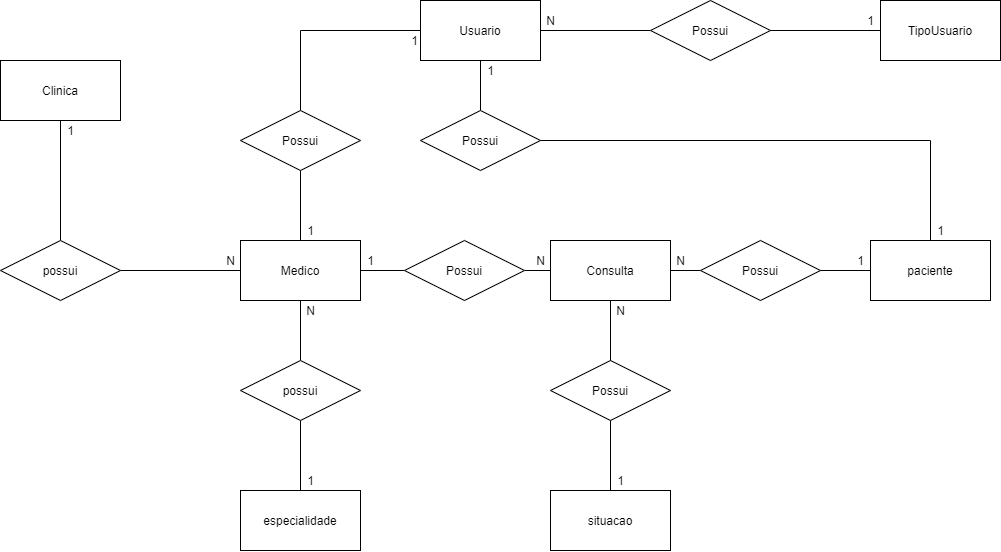 Usuario
N
Possui
1
TipoUsuario
1
1
Clinica
1
Possui
Possui
1
1
possui
N
Medico
1
Possui
N
Consulta
N
Possui
1
paciente
N
N
possui
Possui
1
1
especialidade
situacao